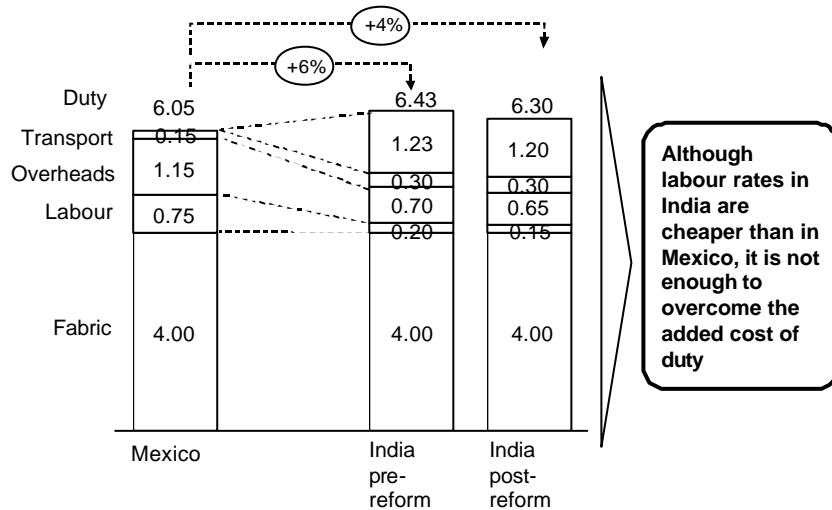 +4%
+6%
Duty
6.05
6.43
6.30
Transport
0.15
1.23
1.20
Overheads
1.15
0.30
0.30
Labour
0.75
0.70
0.65
0.20
0.15
Fabric
4.00
4.00
4.00
Mexico
India
pre-
reform
India
post-
reform
Although
labour rates in
India are
cheaper than in
Mexico, it is not
enough to
overcome the
added cost of
duty